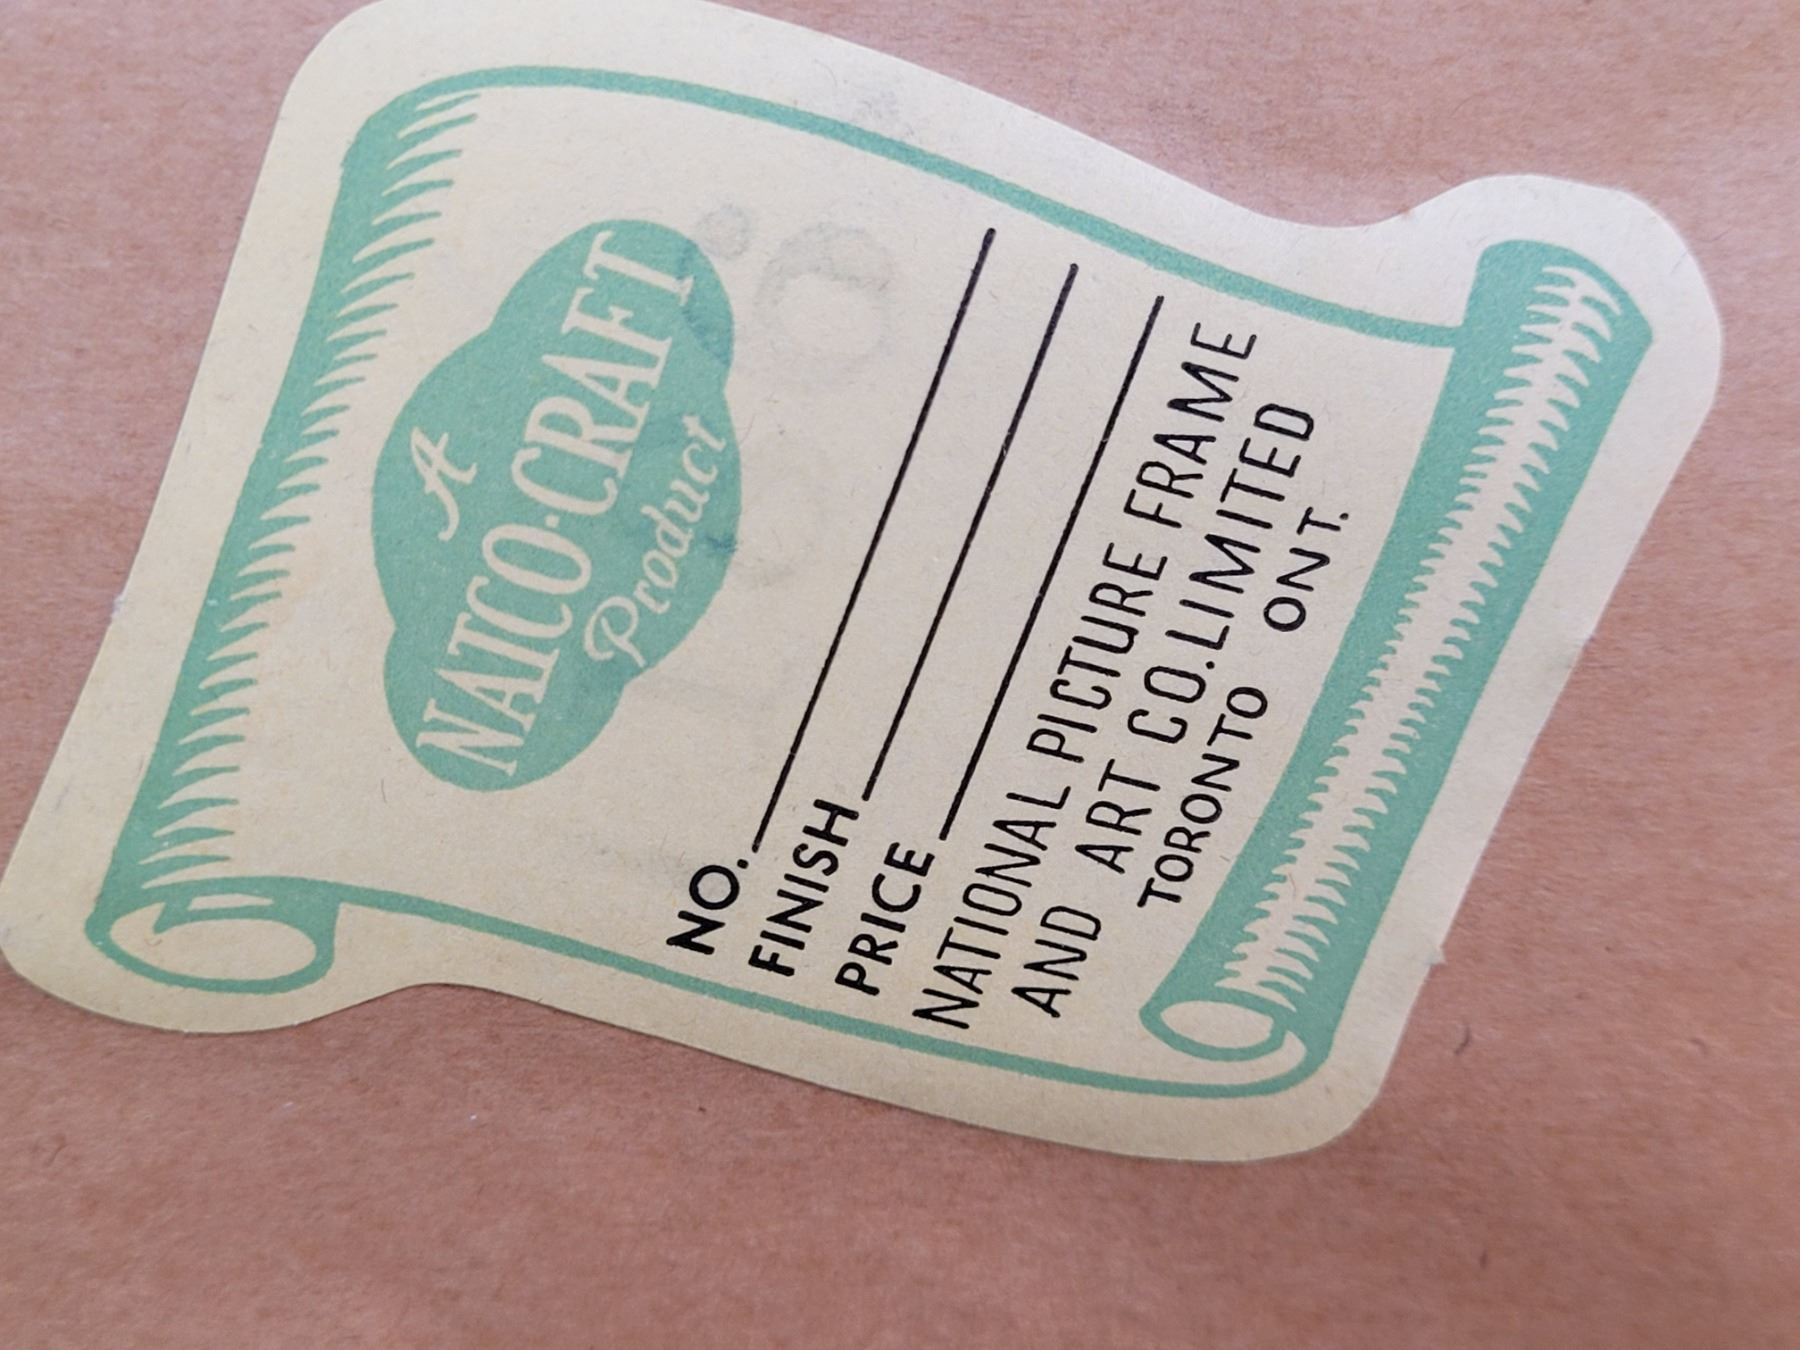 A
NATCO-CRAFT
Product
NO.
FINISH
PRICE
NATIONAL PICTURE FRAME
AND ART CO. LIMITED
TORONTO ONT.